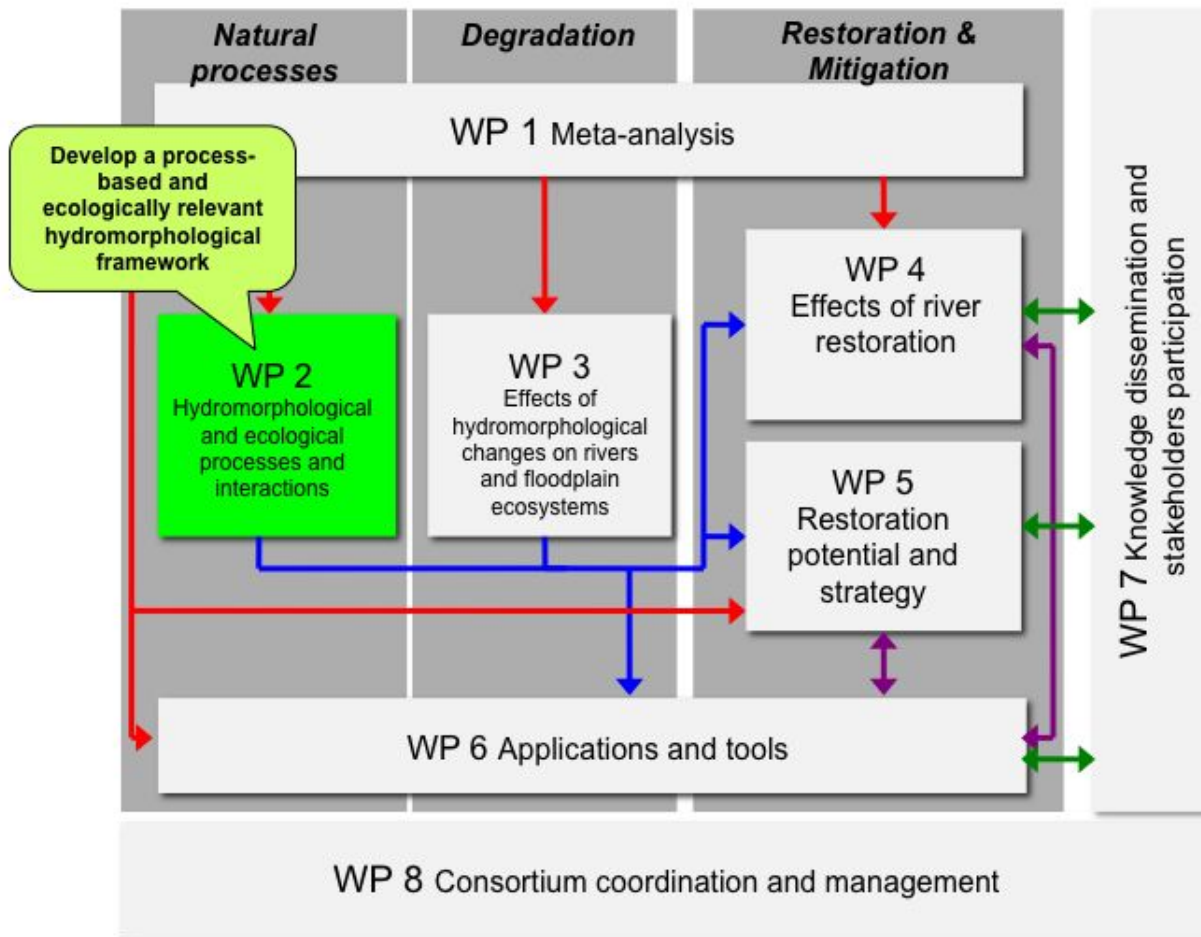 Natural
processes
Degradation
Restoration &
Mitigation
WP 1 Meta-analysis
Develop a process-
based and
ecologically relevant
hydromorphological
framework
WP 2
Hydromorphological
and ecological
processes and
interactions
WP 3
Effects of
hydromorphological
changes on rivers
and floodplain
ecosystems
WP 4
Effects of river
restoration
WP 5
Restoration
potential and
strategy
WP 6 Applications and tools
WP 7 Knowledge dissemination and
stakeholders participation
WP 8 Consortium coordination and management